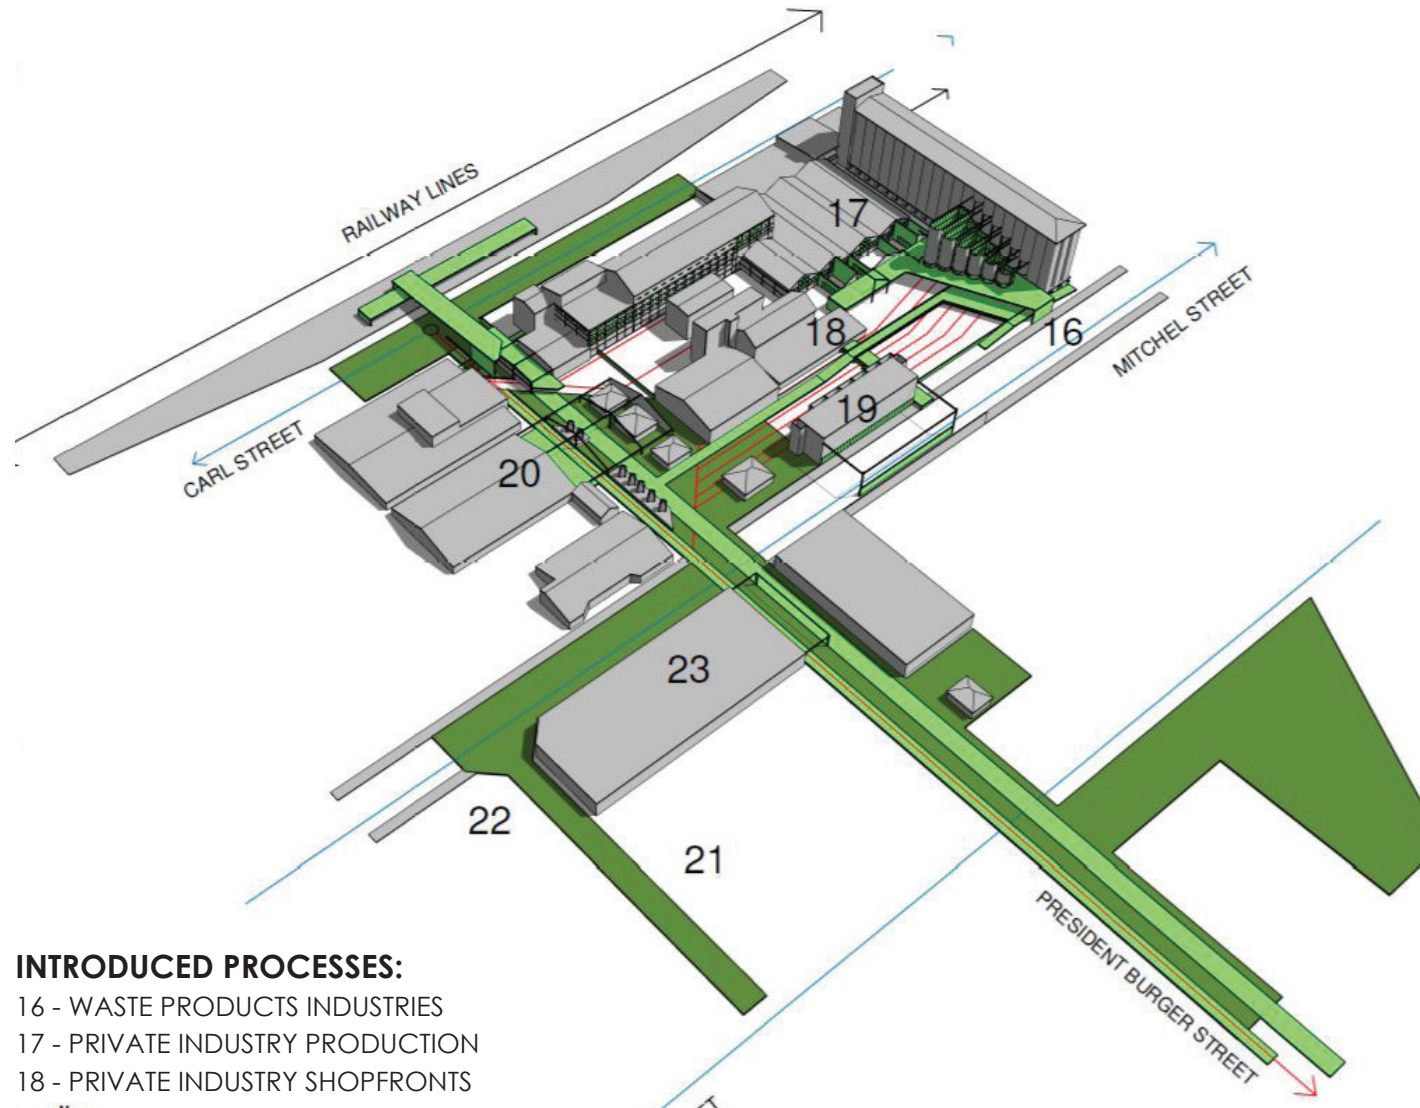 RAILWAY LINES
17
18
16
MITCHEL STREET
19
CARL STREET
20
23
22
21
PRESIDENT BURGER STREET
INTRODUCED PROCESSES:
16 - WASTE PRODUCTS INDUSTRIES
17 - PRIVATE INDUSTRY PRODUCTION
18 - PRIVATE INDUSTRY SHOPFRONTS